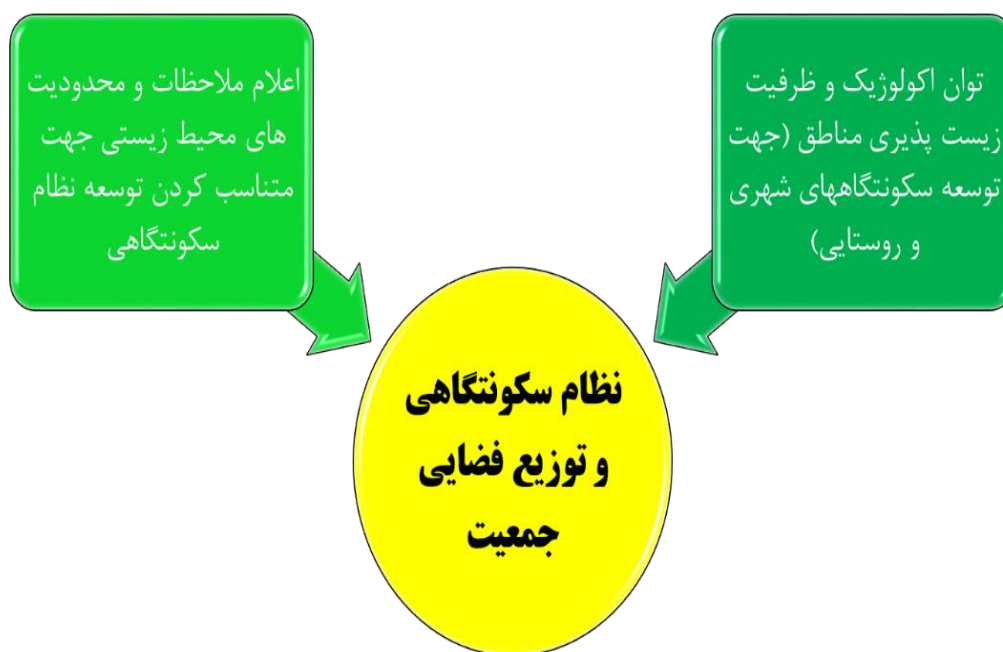 توان اکولوژیک و ظرفیت
زیست پذیری مناطق (جهت
توسعه سکونتگاههای شهری
و روستایی)
اعلام ملاحظات و محدودیت
های محیط زیستی جهت
متناسب کردن توسعه نظام
سکونتگاهی
نظام سکونتگاهی
و توزیع فضایی
جمعیت